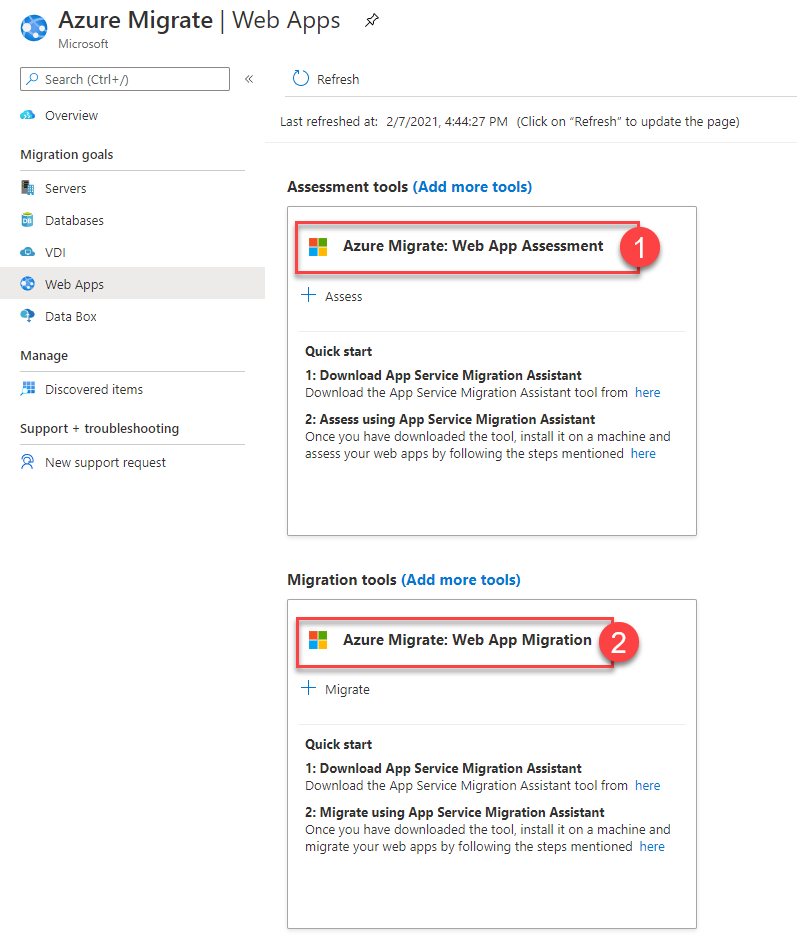 Azure Migrate | Web Apps
Microsoft
Search (Ctrl+/)
«
Overview
Migration goals
Servers
Databases
VDI
Web Apps
Data Box
Manage
Discovered items
Support + troubleshooting
New support request
Refresh
Last refreshed at: 2/7/2021, 4:44:27 PM (Click on “Refresh” to update the page)
Assessment tools (Add more tools)
Azure Migrate: Web App Assessment
1
+ Assess
Quick start
1: Download App Service Migration Assistant
Download the App Service Migration Assistant tool from here
2: Assess using App Service Migration Assistant
Once you have downloaded the tool, install it on a machine and
assess your web apps by following the steps mentioned here
Migration tools (Add more tools)
Azure Migrate: Web App Migration
2
+ Migrate
Quick start
1: Download App Service Migration Assistant
Download the App Service Migration Assistant tool from here
2: Migrate using App Service Migration Assistant
Once you have downloaded the tool, install it on a machine and
migrate your web apps by following the steps mentioned here